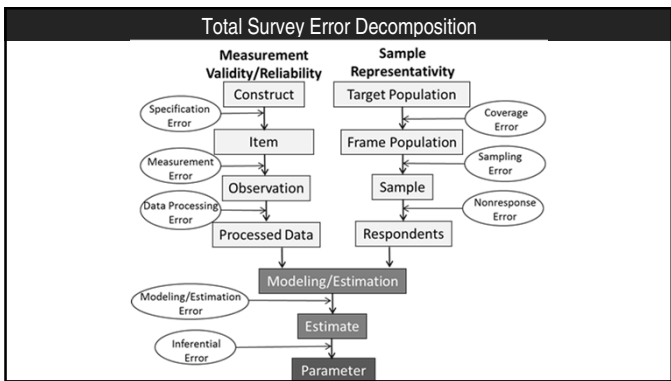 Total Survey Error Decomposition
Measurement
Validity/Reliability
Sample
Representativity
Construct
Target Population
Specification
Error
Coverage
Error
Item
Frame Population
Measurement
Error
Sampling
Error
Observation
Sample
Data Processing
Error
Nonresponse
Error
Processed Data
Respondents
Modeling/Estimation
Modeling/Estimation
Error
Estimate
Inferential
Error
Parameter